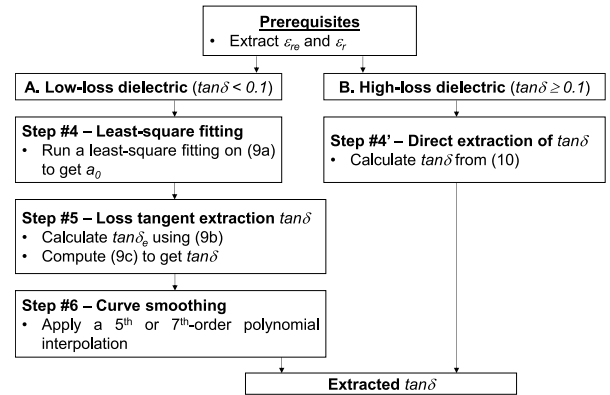 Prerequisites
• Extract εre and εr
A. Low-loss dielectric (tanδ < 0.1)
B. High-loss dielectric (tanδ ≥ 0.1)
Step #4 – Least-square fitting
• Run a least-square fitting on (9a)
to get a0
Step #4’ – Direct extraction of tanδ
• Calculate tanδ from (10)
Step #5 – Loss tangent extraction tanδ
• Calculate tanδe using (9b)
• Compute (9c) to get tanδ
Step #6 – Curve smoothing
• Apply a 5th or 7th-order polynomial
interpolation
Extracted tanδ